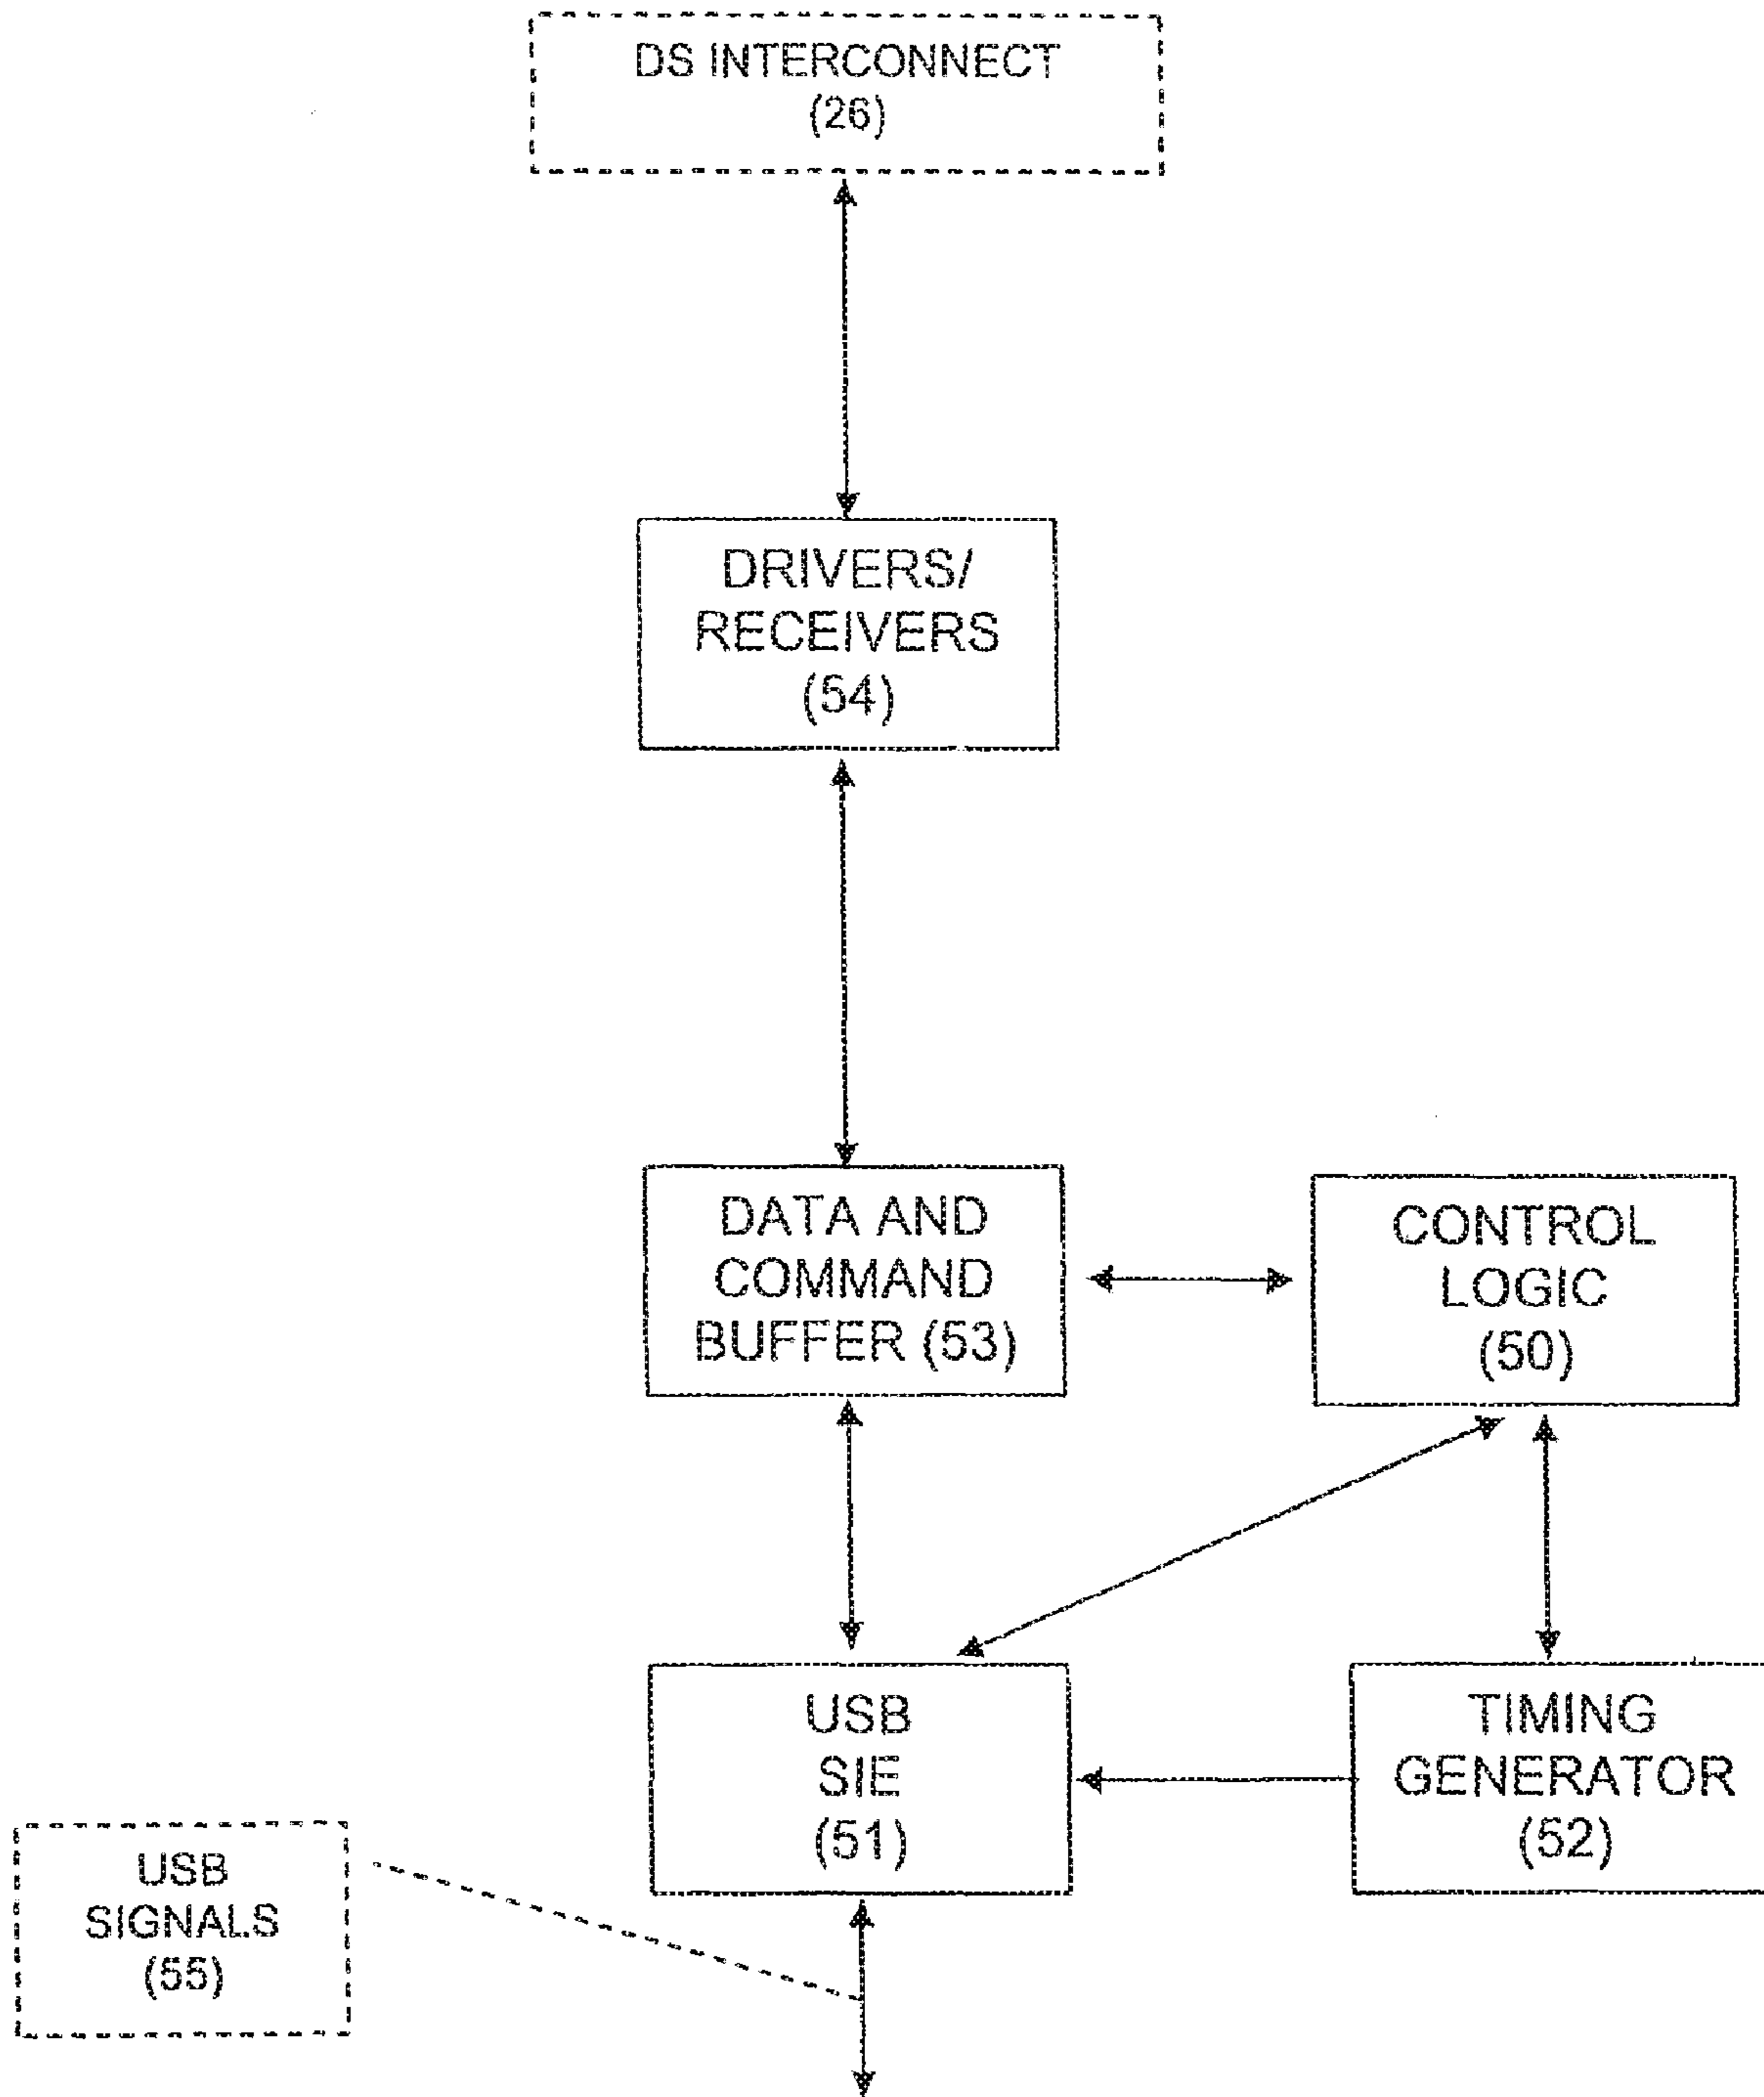 DS INTERCONNECT
(26)
DRIVERS/
RECEIVERS
(54)
DATA AND
COMMAND
BUFFER (53)
CONTROL
LOGIC
(50)
USB
SIE
(51)
TIMING
GENERATOR
(52)
USB
SIGNALS
(55)